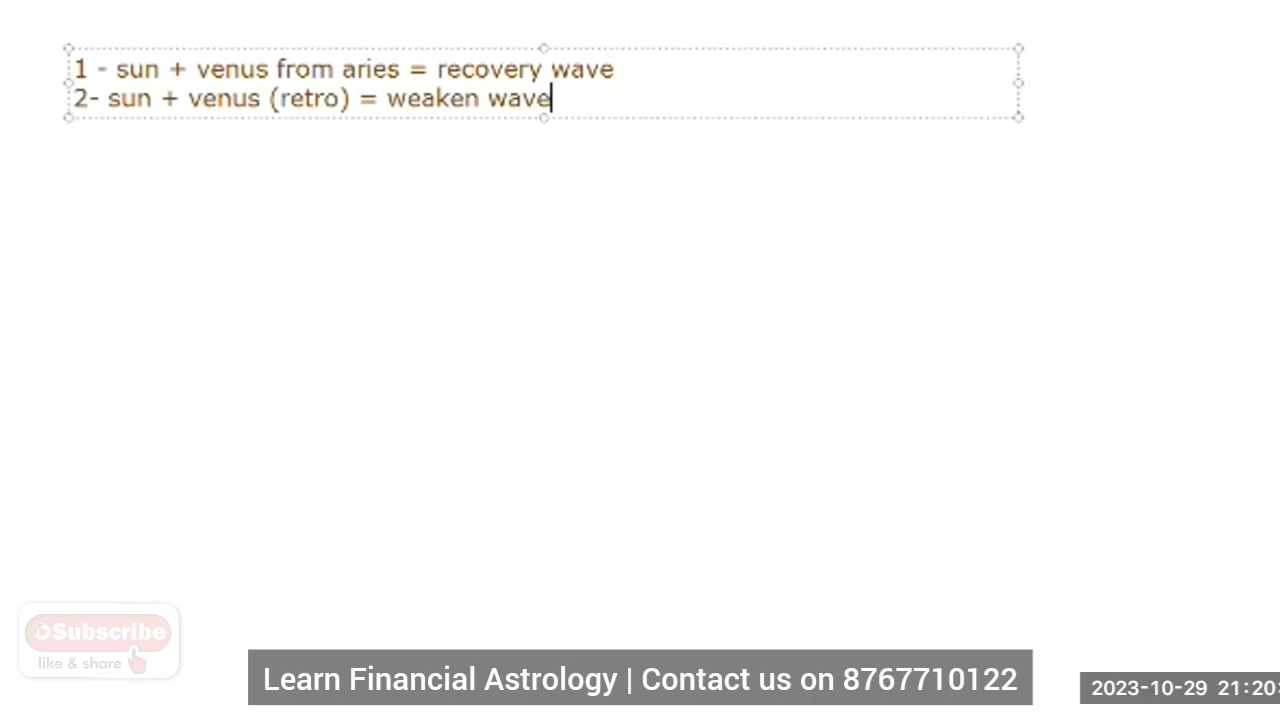 1 - sun + venus from aries = recovery wave
2- sun + venus (retro) = weaken wave
Subscribe
like & share
Learn Financial Astrology | Contact us on 8767710122
2023-10-29 21:20: